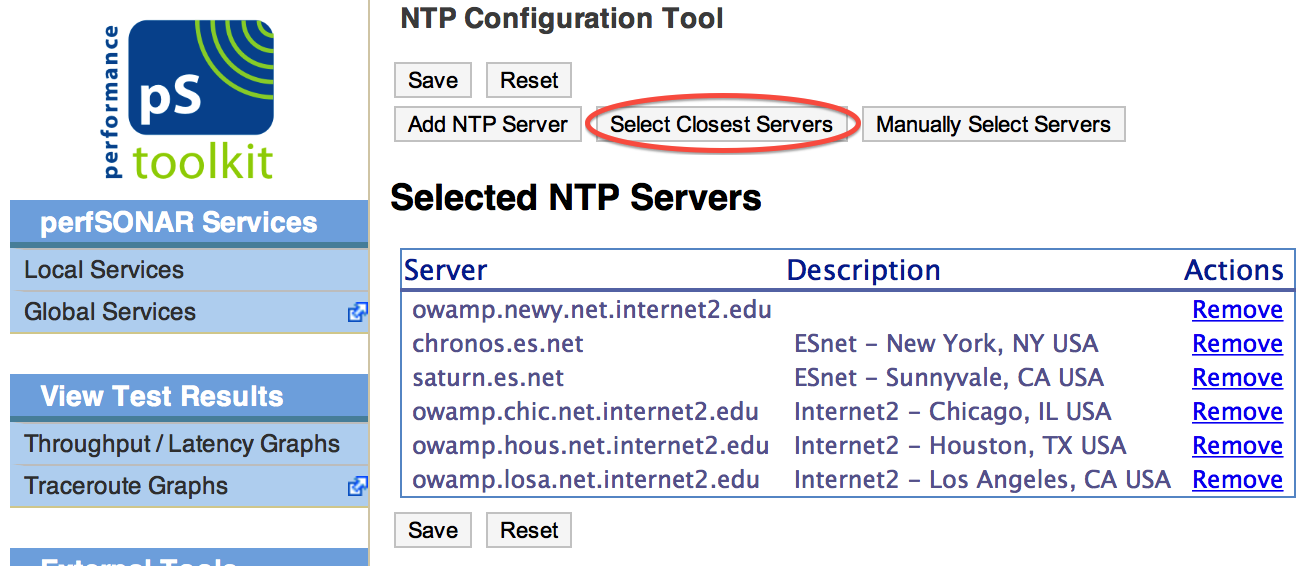 performance
pS
toolkit
perfSONAR Services
Local Services
Global Services
View Test Results
Throughput / Latency Graphs
Traceroute Graphs
External Tools
NTP Configuration Tool
Save Reset
Add NTP Server Select Closest Servers Manually Select Servers
Selected NTP Servers
Server Description Actions
owamp.newy.net.internet2.edu Remove
chronos.es.net ESnet - New York, NY USA Remove
saturn.es.net ESnet - Sunnyvale, CA USA Remove
owamp.chic.net.internet2.edu Internet2 - Chicago, IL USA Remove
owamp.hous.net.internet2.edu Internet2 - Houston, TX USA Remove
owamp.losa.net.internet2.edu Internet2 - Los Angeles, CA USA Remove
Save Reset